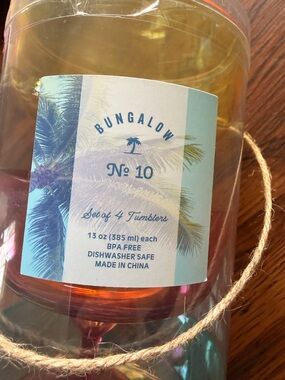 BUNGALOW
No 10
Set of 4 Tumblers
13 oz (385 ml) each
BPA FREE
DISHWASHER SAFE
MADE IN CHINA